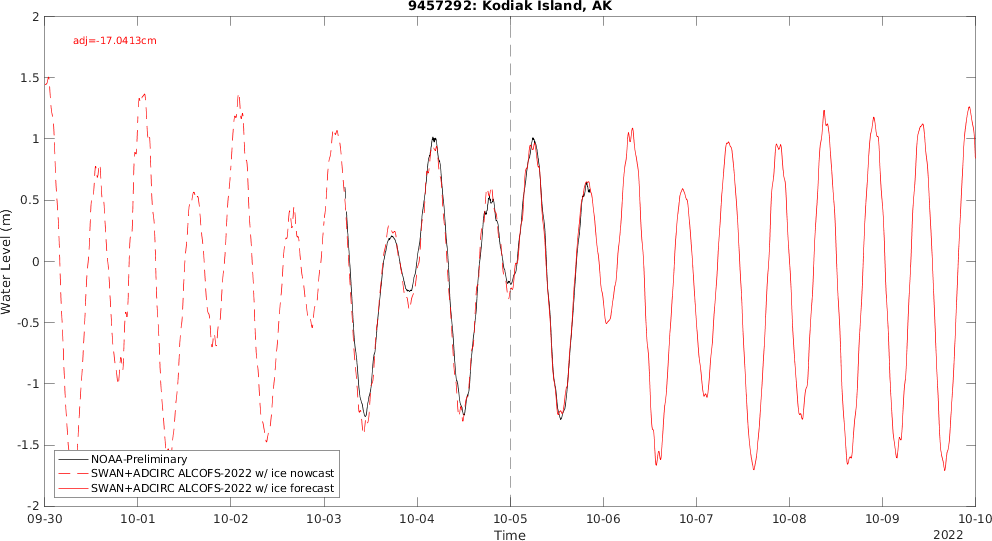 9457292: Kodiak Island, AK
adj=-17.0413cm
Water Level (m)
2
1.5
1
0.5
0
-0.5
-1
-1.5
-2
NOAA-Preliminary
SWAN+ADCIRC ALCOFS-2022 w/ ice nowcast
SWAN+ADCIRC ALCOFS-2022 w/ ice forecast
09-30 10-01 10-02 10-03 10-04 10-05 10-06 10-07 10-08 10-09 10-10
Time
2022